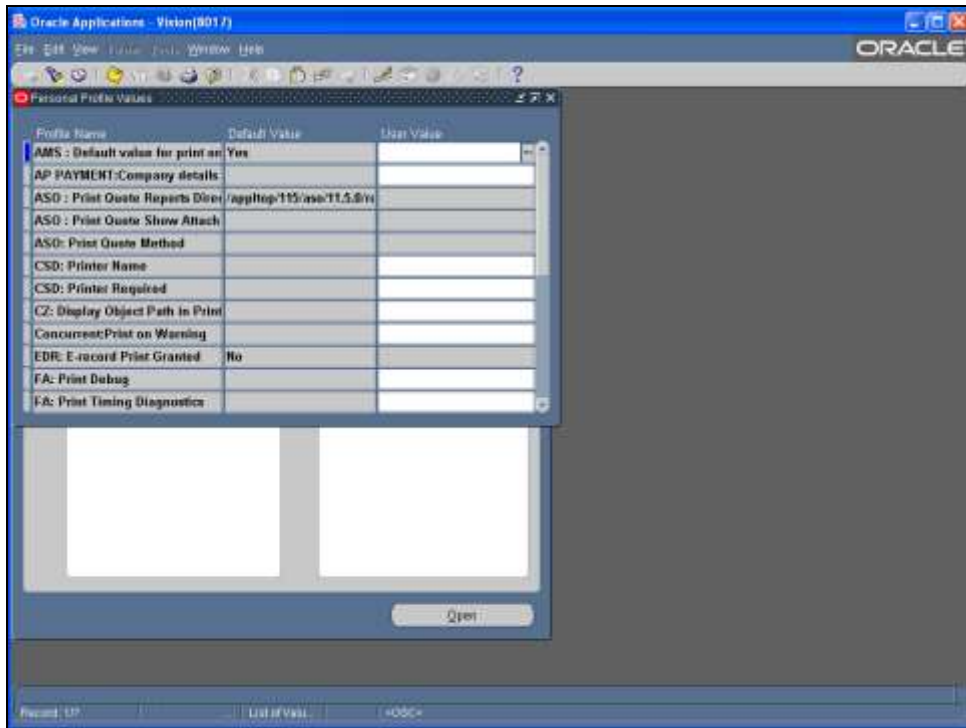 Oracle Applications - Vision(8017)
File Edit View Folder Tools Window Help
ORACLE
Personal Profile Values
Profile Name Default Value User Value
AMS : Default value for print on Yes
AP PAYMENT:Company details
ASO : Print Quote Reports Direc /appltop/115/aso/11.5.0/re
ASO : Print Quote Show Attach
ASO: Print Quote Method
CSD: Printer Name
CSD: Printer Required
CZ: Display Object Path in Print
Concurrent:Print on Warning
EDR: E-record Print Granted No
FA: Print Debug
FA: Print Timing Diagnostics
Open
Record: 1/? ... List of Valu... <OSC>